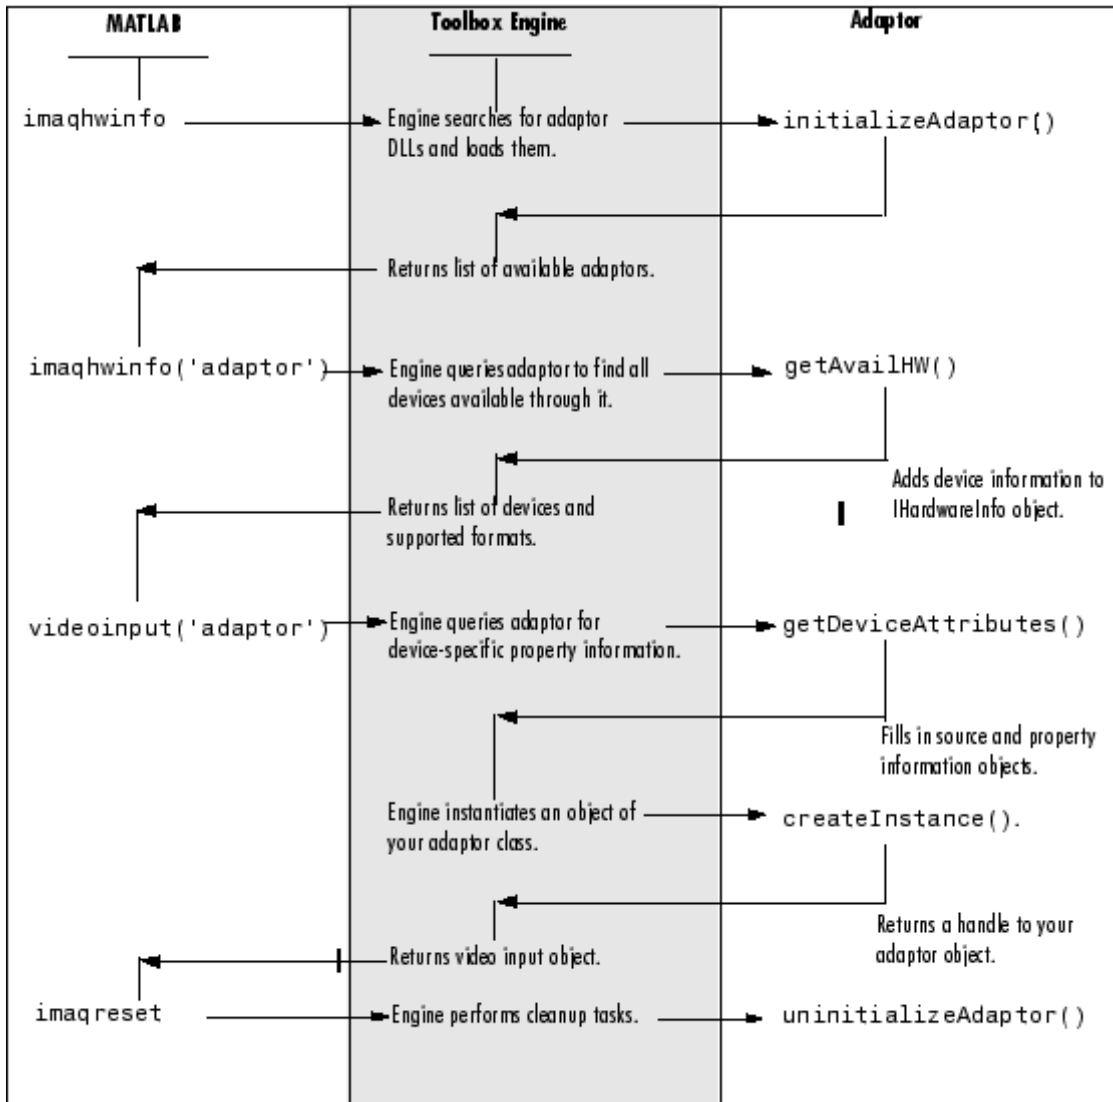 MATLAB
Toolbox Engine
Adaptor
imaqhwinfo
Engine searches for adaptor
DLLs and loads them.
initializeAdaptor()
Returns list of available adaptors.
imaqhwinfo('adaptor')
Engine queries adaptor to find all
devices available through it.
getAvailHW()
Adds device information to
IHardwareInfo object.
Returns list of devices and
supported formats.
videoinput('adaptor')
Engine queries adaptor for
device-specific property information.
getDeviceAttributes()
Fills in source and property
information objects.
Engine instantiates an object of
your adaptor class.
createInstance().
Returns a handle to your
adaptor object.
Returns video input object.
imaqreset
Engine performs cleanup tasks.
uninitializeAdaptor()